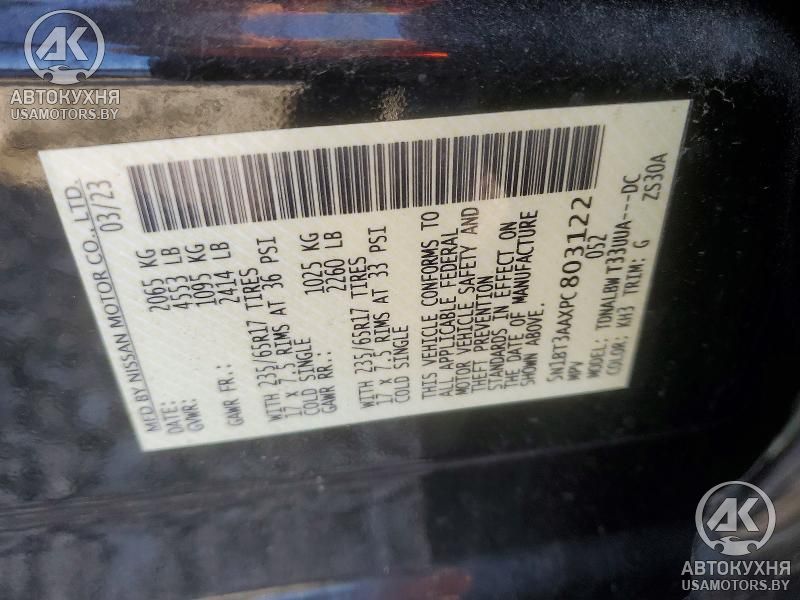 AK
АВТОКУХНЯ
USAMOTORS.BY
MFD BY NISSAN MOTOR CO., LTD.
DATE: 03/23
GVWR: 2065 KG
4553 LB
GAWR FR.: 1095 KG
2414 LB
WITH 235/65R17 TIRES
17 X 7.5 RIMS AT 36 PSI
COLD SINGLE
GAWR RR.: 1025 KG
2260 LB
WITH 235/65R17 TIRES
17 X 7.5 RIMS AT 33 PSI
COLD SINGLE
THIS VEHICLE CONFORMS TO
ALL APPLICABLE FEDERAL
MOTOR VEHICLE SAFETY AND
THEFT PREVENTION
STANDARDS IN EFFECT ON
THE DATE OF MANUFACTURE
SHOWN ABOVE.
5N1BT3AAXPC803122
MPV 052
MODEL: TUNALBW T33UUA---DC
COLOR: KH3 TRIM: G ZS30A
AK
АВТОКУХНЯ
USAMOTORS.BY